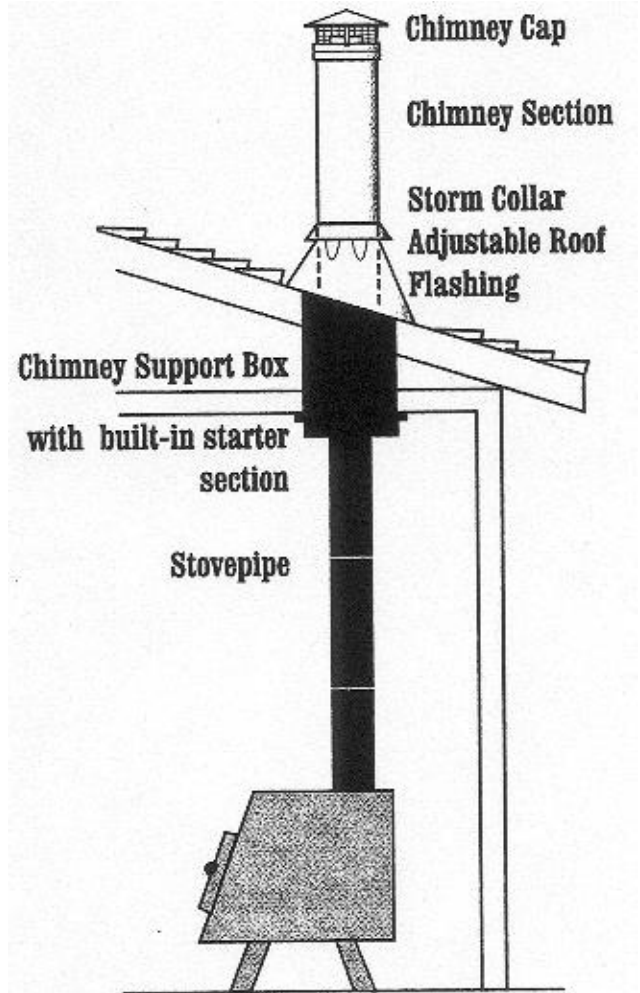 Chimney Cap
Chimney Section
Storm Collar
Adjustable Roof
Flashing
Chimney Support Box
with built-in starter
section
Stovepipe